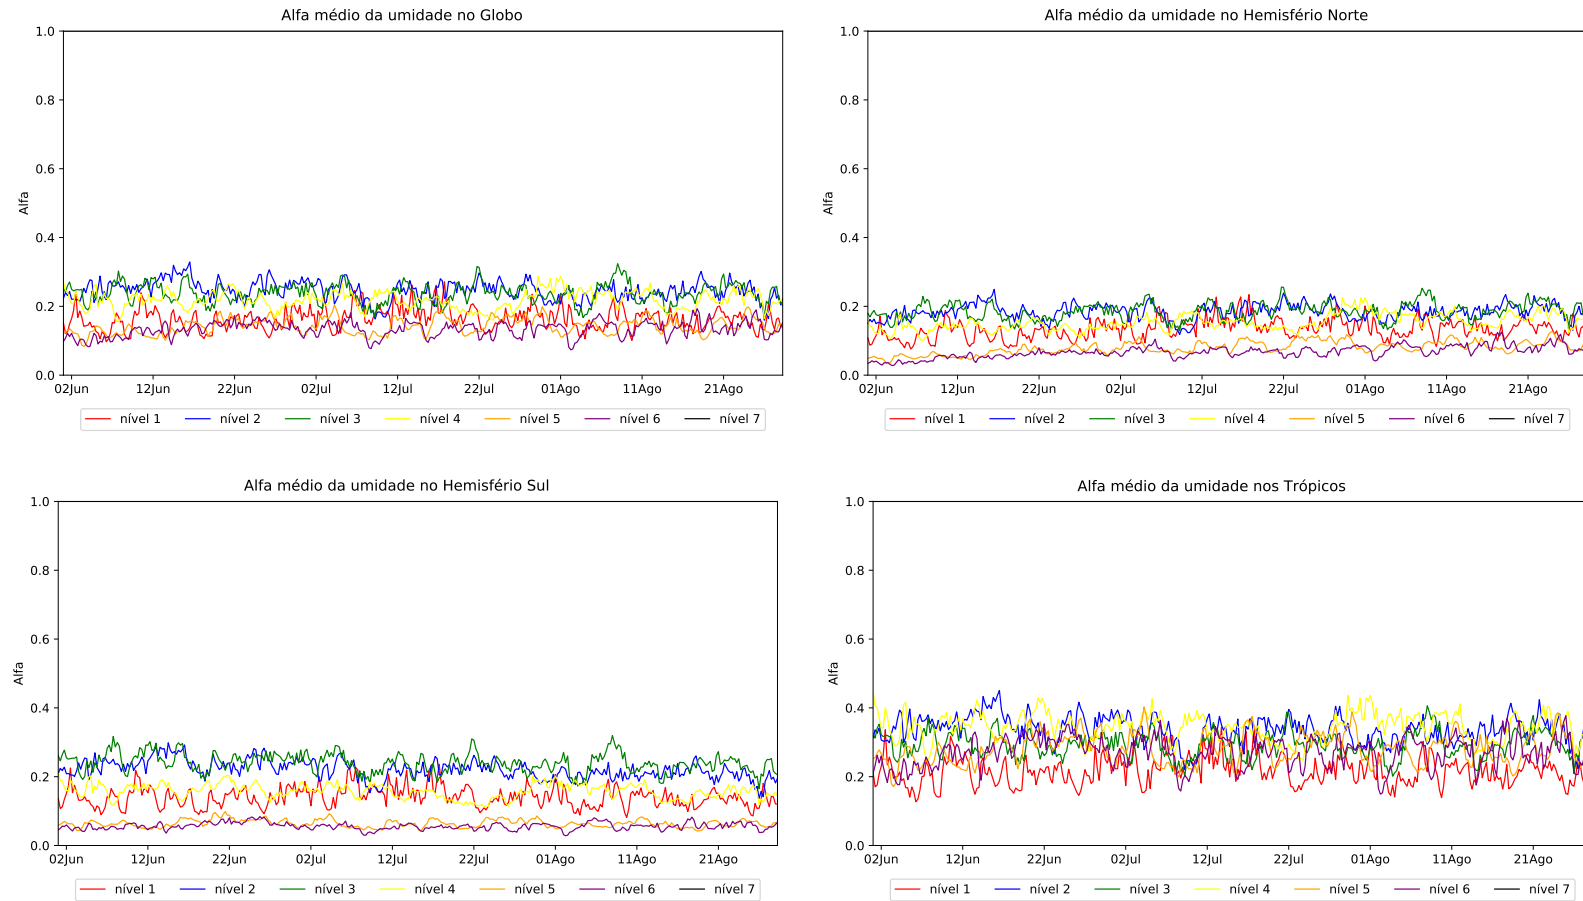 Alfa médio da umidade no Globo
1.0
0.8
0.6
0.4
0.2
0.0
Alfa
02Jun 12Jun 22Jun 02Jul 12Jul 22Jul 01Ago 11Ago 21Ago
nível 1 nível 2 nível 3 nível 4 nível 5 nível 6 nível 7
Alfa médio da umidade no Hemisfério Norte
1.0
0.8
0.6
0.4
0.2
0.0
Alfa
02Jun 12Jun 22Jun 02Jul 12Jul 22Jul 01Ago 11Ago 21Ago
nível 1 nível 2 nível 3 nível 4 nível 5 nível 6 nível 7
Alfa médio da umidade no Hemisfério Sul
1.0
0.8
0.6
0.4
0.2
0.0
Alfa
02Jun 12Jun 22Jun 02Jul 12Jul 22Jul 01Ago 11Ago 21Ago
nível 1 nível 2 nível 3 nível 4 nível 5 nível 6 nível 7
Alfa médio da umidade nos Trópicos
1.0
0.8
0.6
0.4
0.2
0.0
Alfa
02Jun 12Jun 22Jun 02Jul 12Jul 22Jul 01Ago 11Ago 21Ago
nível 1 nível 2 nível 3 nível 4 nível 5 nível 6 nível 7